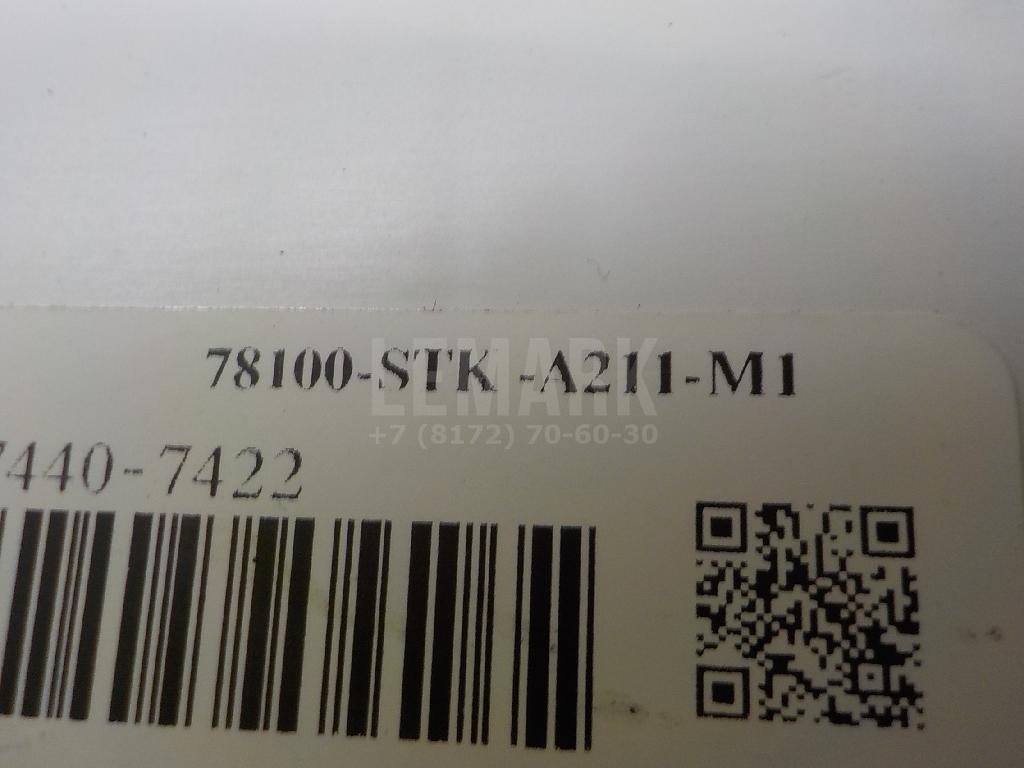 78100-STK -A211-M1
LEMARK
+7 (8172) 70-60-30
7440-7422